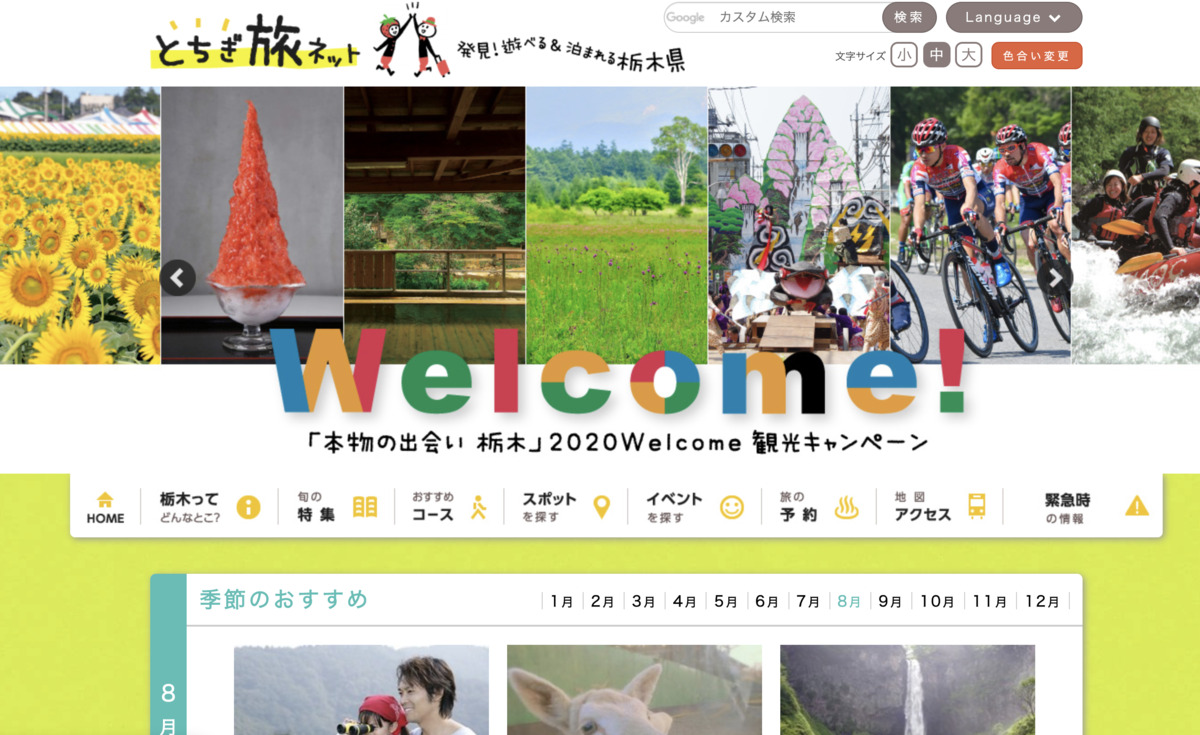 とちぎ旅ネット
発見!遊べる&泊まれる栃木県
Google カスタム検索
検索
Language
文字サイズ 小 中 大
色合い変更
Welcome!
「本物の出会い 栃木」2020Welcome 観光キャンペーン
HOME
栃木って
どんなとこ?
旬の
特集
おすすめ
コース
スポット
を探す
イベント
を探す
旅の
予約
地図
アクセス
緊急時
の情報
季節のおすすめ
1月 2月 3月 4月 5月 6月 7月 8月 9月 10月 11月 12月
8
月